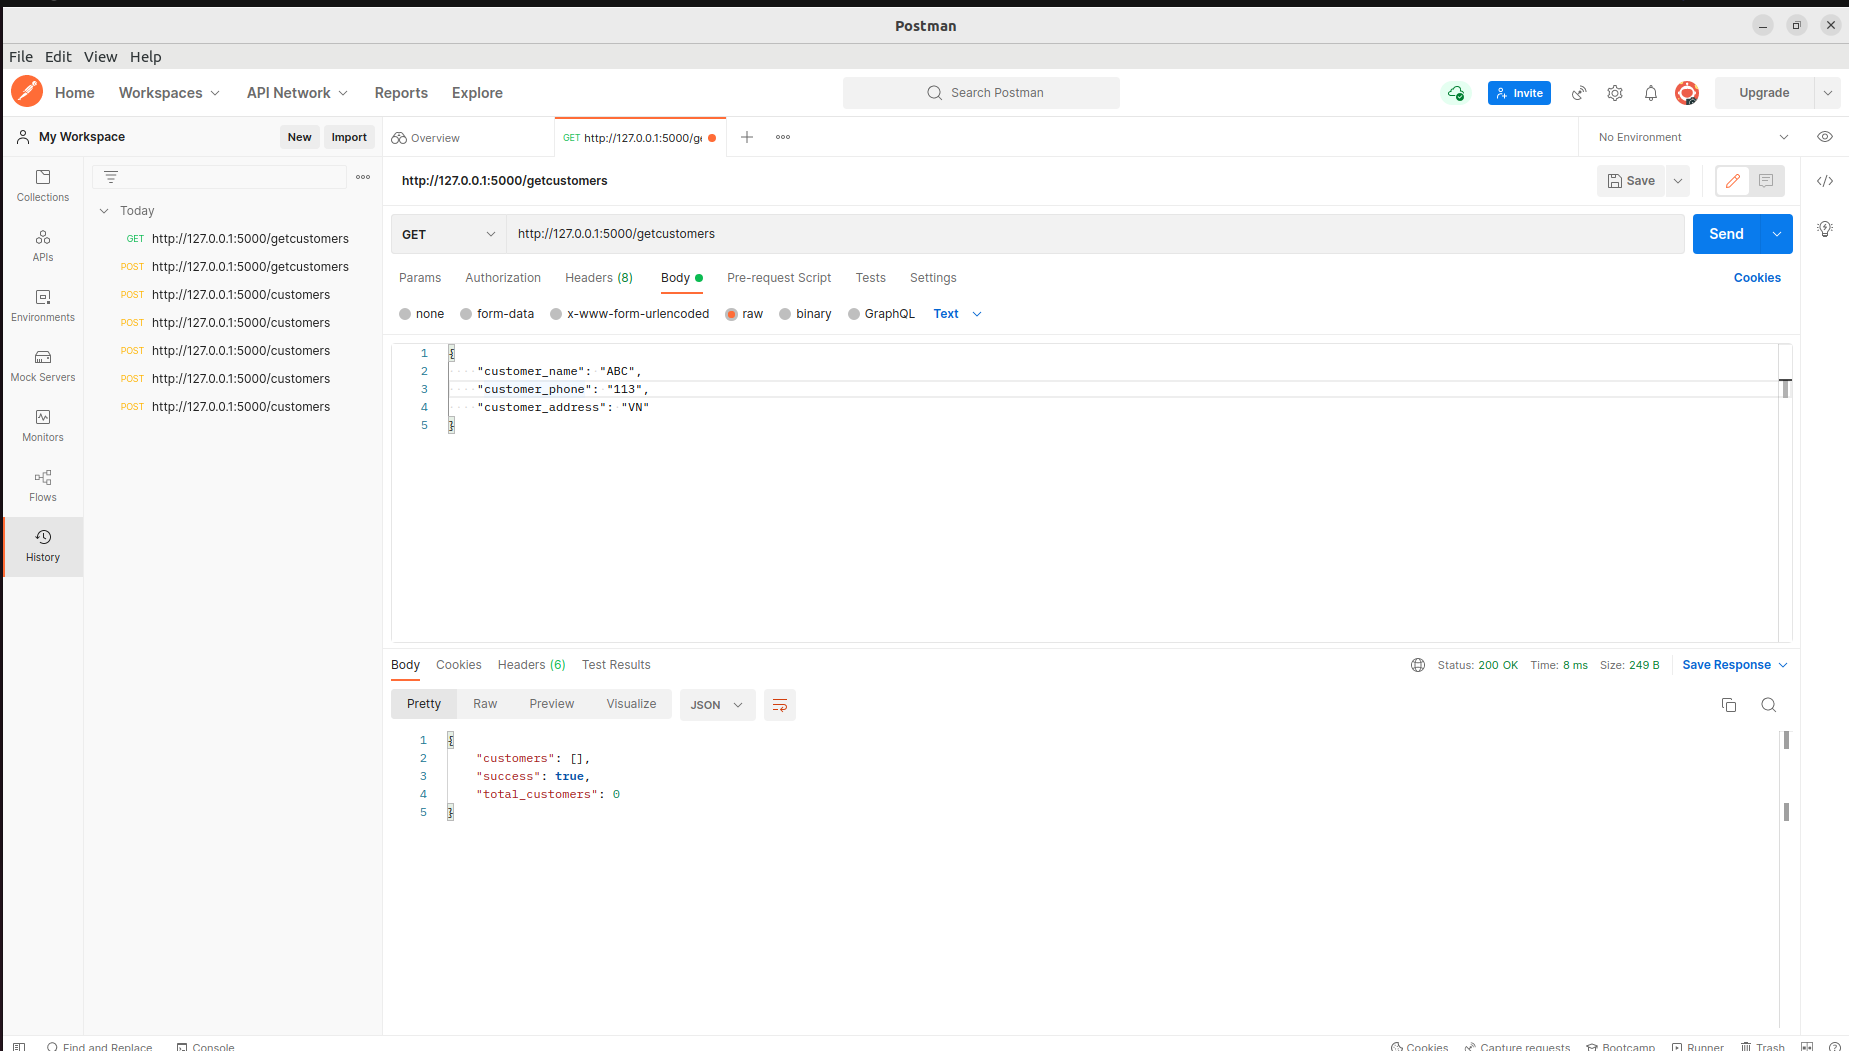 Postman
File Edit View Help
Home Workspaces API Network Reports Explore Search Postman Invite Upgrade
My Workspace New Import Overview GET http://127.0.0.1:5000/ge No Environment
Collections
APIs
Environments
Mock Servers
Monitors
Flows
History
Today
GET http://127.0.0.1:5000/getcustomers
POST http://127.0.0.1:5000/getcustomers
POST http://127.0.0.1:5000/customers
POST http://127.0.0.1:5000/customers
POST http://127.0.0.1:5000/customers
POST http://127.0.0.1:5000/customers
POST http://127.0.0.1:5000/customers
http://127.0.0.1:5000/getcustomers Save
GET http://127.0.0.1:5000/getcustomers Send
Params Authorization Headers (8) Body Pre-request Script Tests Settings Cookies
none form-data x-www-form-urlencoded raw binary GraphQL Text
1 {
2 "customer_name": "ABC",
3 "customer_phone": "113",
4 "customer_address": "VN"
5 }
Body Cookies Headers (6) Test Results Status: 200 OK Time: 8 ms Size: 249 B Save Response
Pretty Raw Preview Visualize JSON
1 {
2 "customers": [],
3 "success": true,
4 "total_customers": 0
5 }
Find and Replace Console Cookies Capture requests Bootcamp Runner Trash